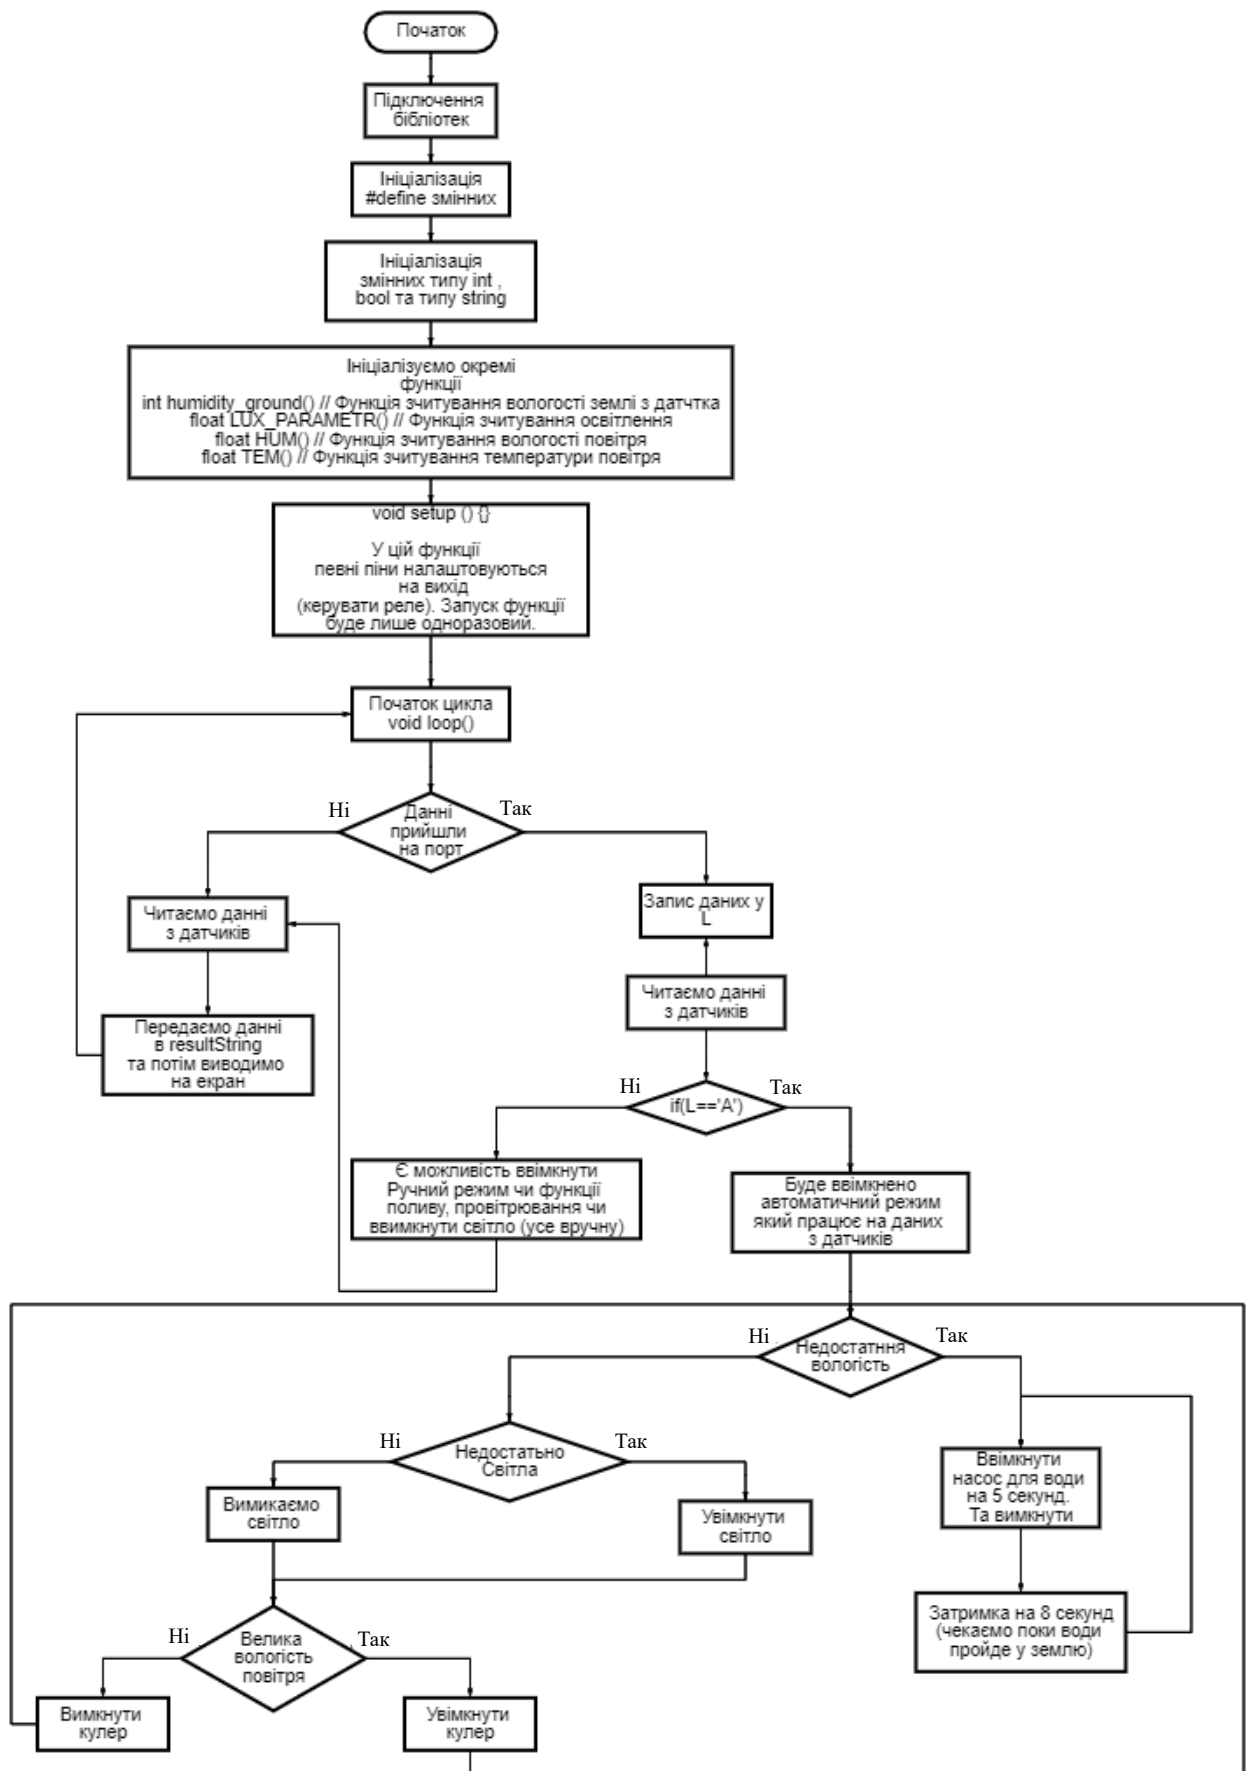 Початок
Підключення
бібліотек
Ініціалізація
#define змінних
Ініціалізація
змінних типу int ,
bool та типу string
Ініціалізуємо окремі
функції
int humidity_ground() // Функція зчитування вологості землі з датчтка
float LUX_PARAMETR() // Функція зчитування освітлення
float HUM() // Функція зчитування вологості повітря
float TEM() // Функція зчитування температури повітря
void setup () {}
У цій функції
певні піни налаштовуються
на вихід
(керувати реле). Запуск функції
буде лише одноразовий.
Початок цикла
void loop()
Ні
Так
Данні
прийшли
на порт
Читаємо данні
з датчиків
Запис даних у
L
Передаємо данні
в resultString
та потім виводимо
на екран
Читаємо данні
з датчиків
Ні
Так
if(L=='A')
Є можливість ввімкнути
Ручний режим чи функції
поливу, провітрювання чи
ввимкнути світло (усе вручну)
Буде ввімкнено
автоматичний режим
який працює на даних
з датчиків
Ні
Так
Недостатння
вологість
Ні
Так
Недостатьно
Світла
Ввімкнути
насос для води
на 5 секунд.
Та вимкнути
Вимикаємо
світло
Увімкнути
світло
Затримка на 8 секунд
(чекаємо поки води
пройде у землю)
Ні
Так
Велика
вологість
повітря
Вимкнути
кулер
Увімкнути
кулер